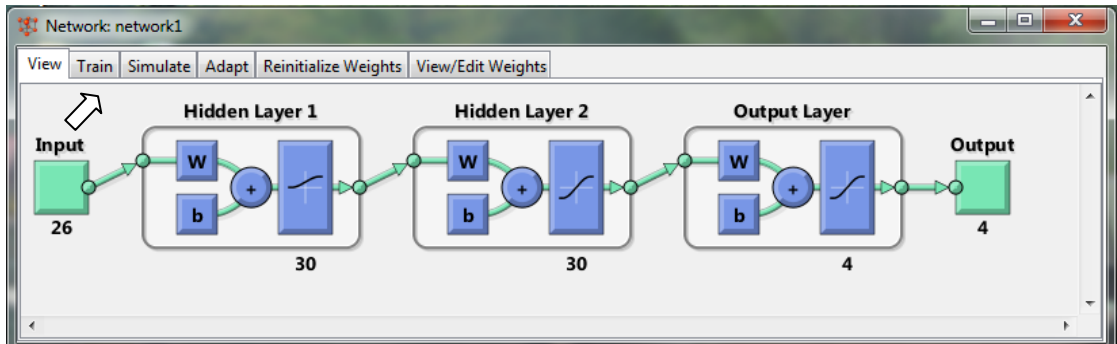 Network: network1
View Train Simulate Adapt Reinitialize Weights View/Edit Weights
Hidden Layer 1 Hidden Layer 2 Output Layer
Input Output
W W W
+ + +
b b b
26 4
30 30 4